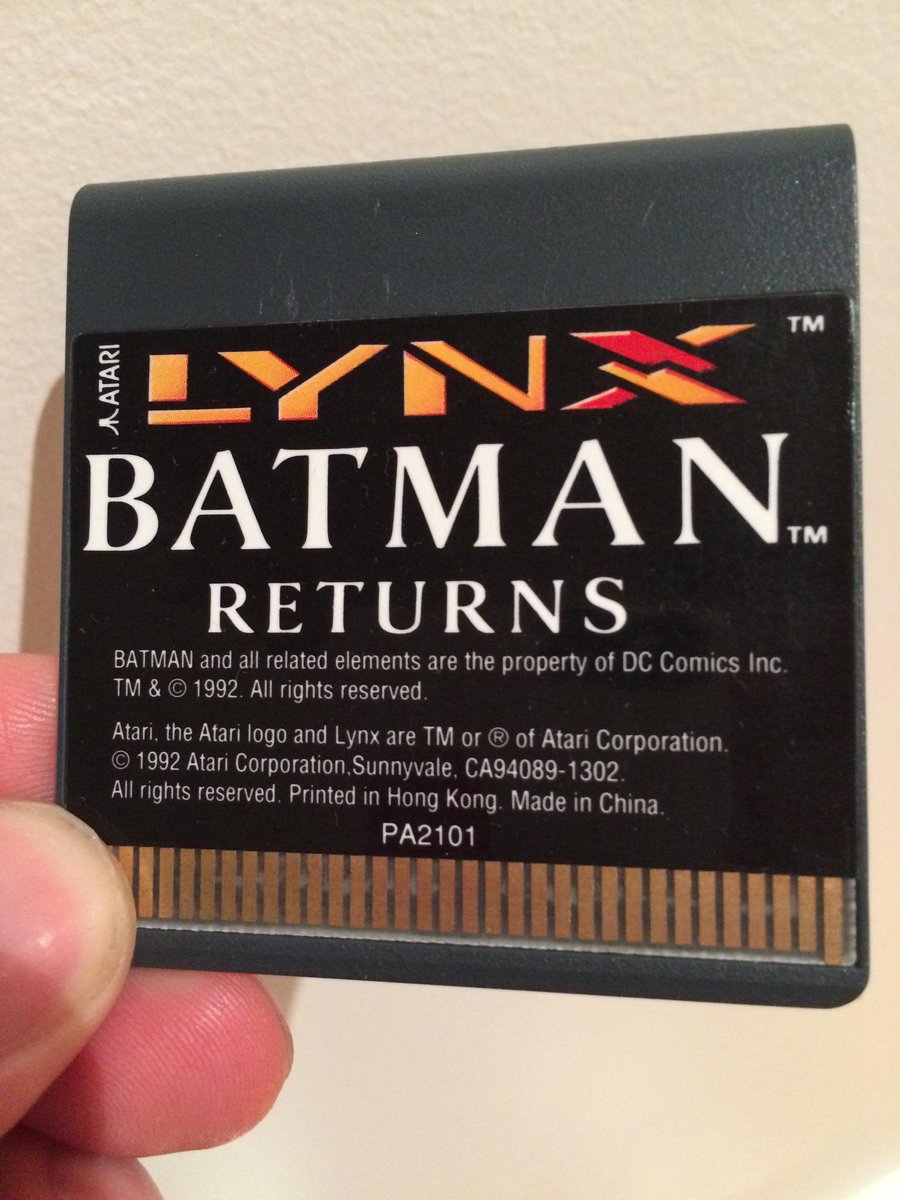 ATARI
LYNX ™
BATMAN™
RETURNS
BATMAN and all related elements are the property of DC Comics Inc.
TM & © 1992. All rights reserved.
Atari, the Atari logo and Lynx are TM or ® of Atari Corporation.
© 1992 Atari Corporation,Sunnyvale, CA94089-1302.
All rights reserved. Printed in Hong Kong. Made in China.
PA2101